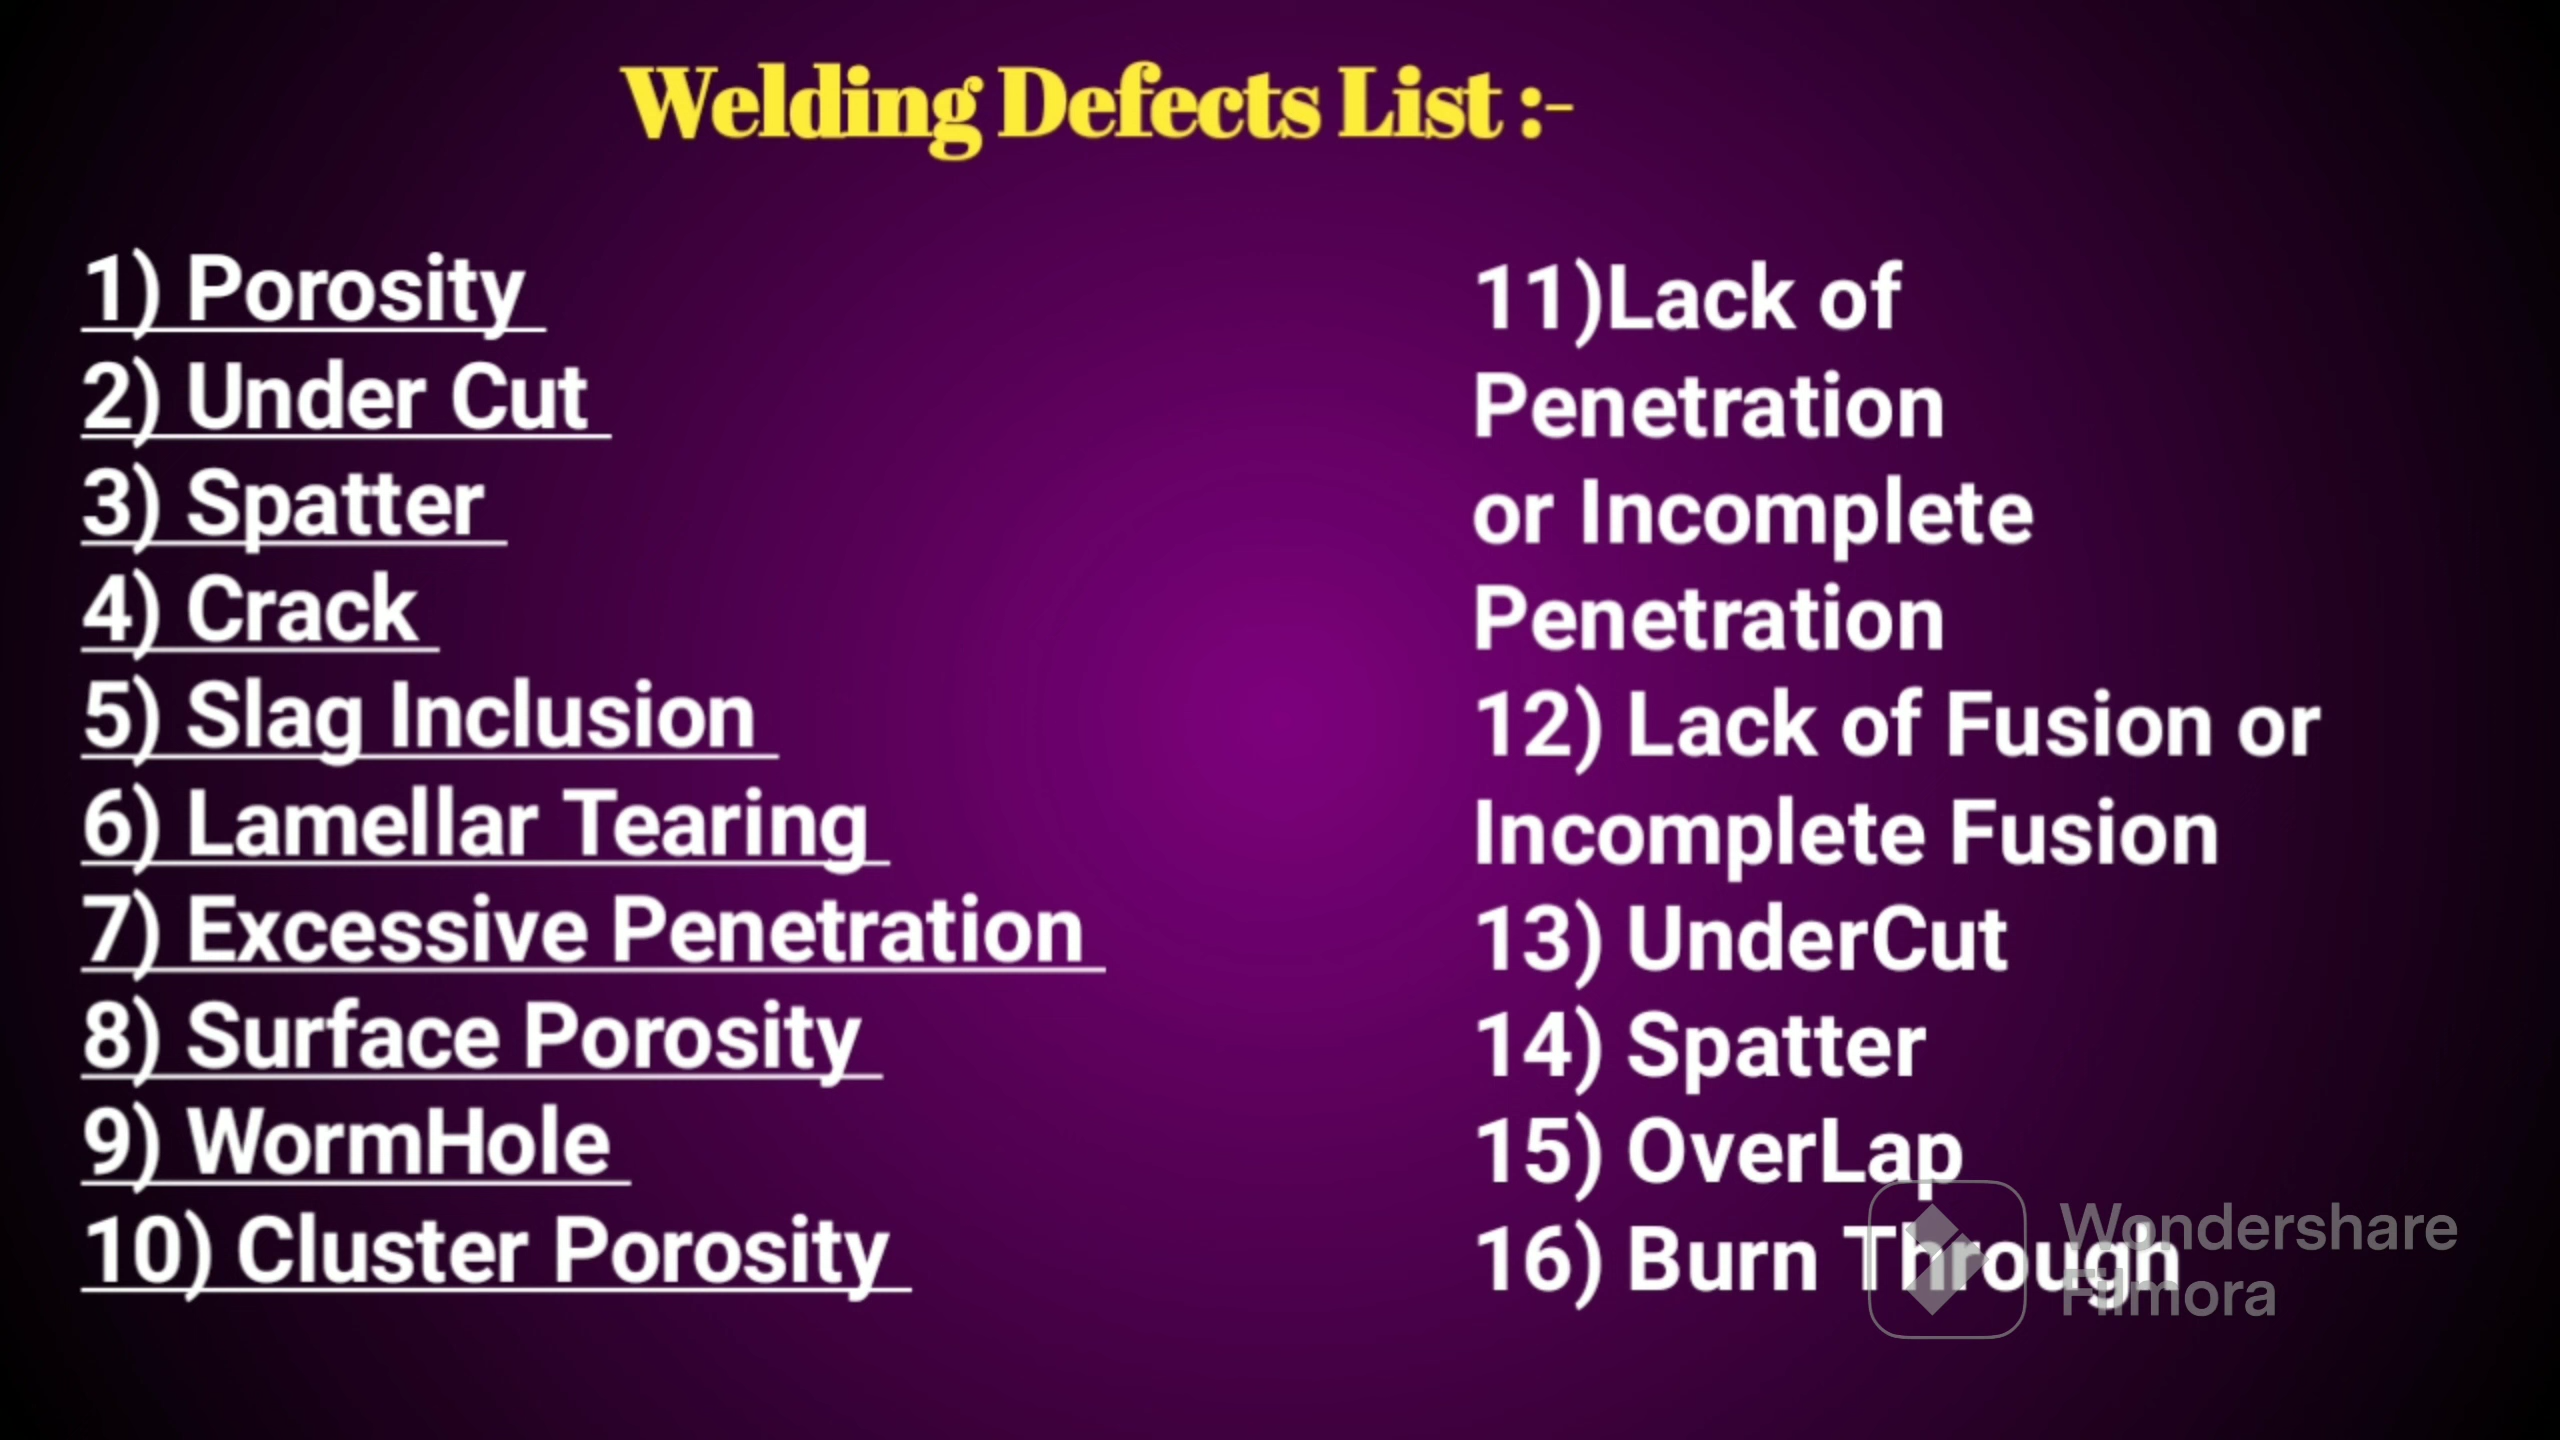 Welding Defects List :-
1) Porosity
2) Under Cut
3) Spatter
4) Crack
5) Slag Inclusion
6) Lamellar Tearing
7) Excessive Penetration
8) Surface Porosity
9) WormHole
10) Cluster Porosity
11)Lack of
Penetration
or Incomplete
Penetration
12) Lack of Fusion or
Incomplete Fusion
13) UnderCut
14) Spatter
15) OverLap
16) Burn Through
Wondershare
Filmora